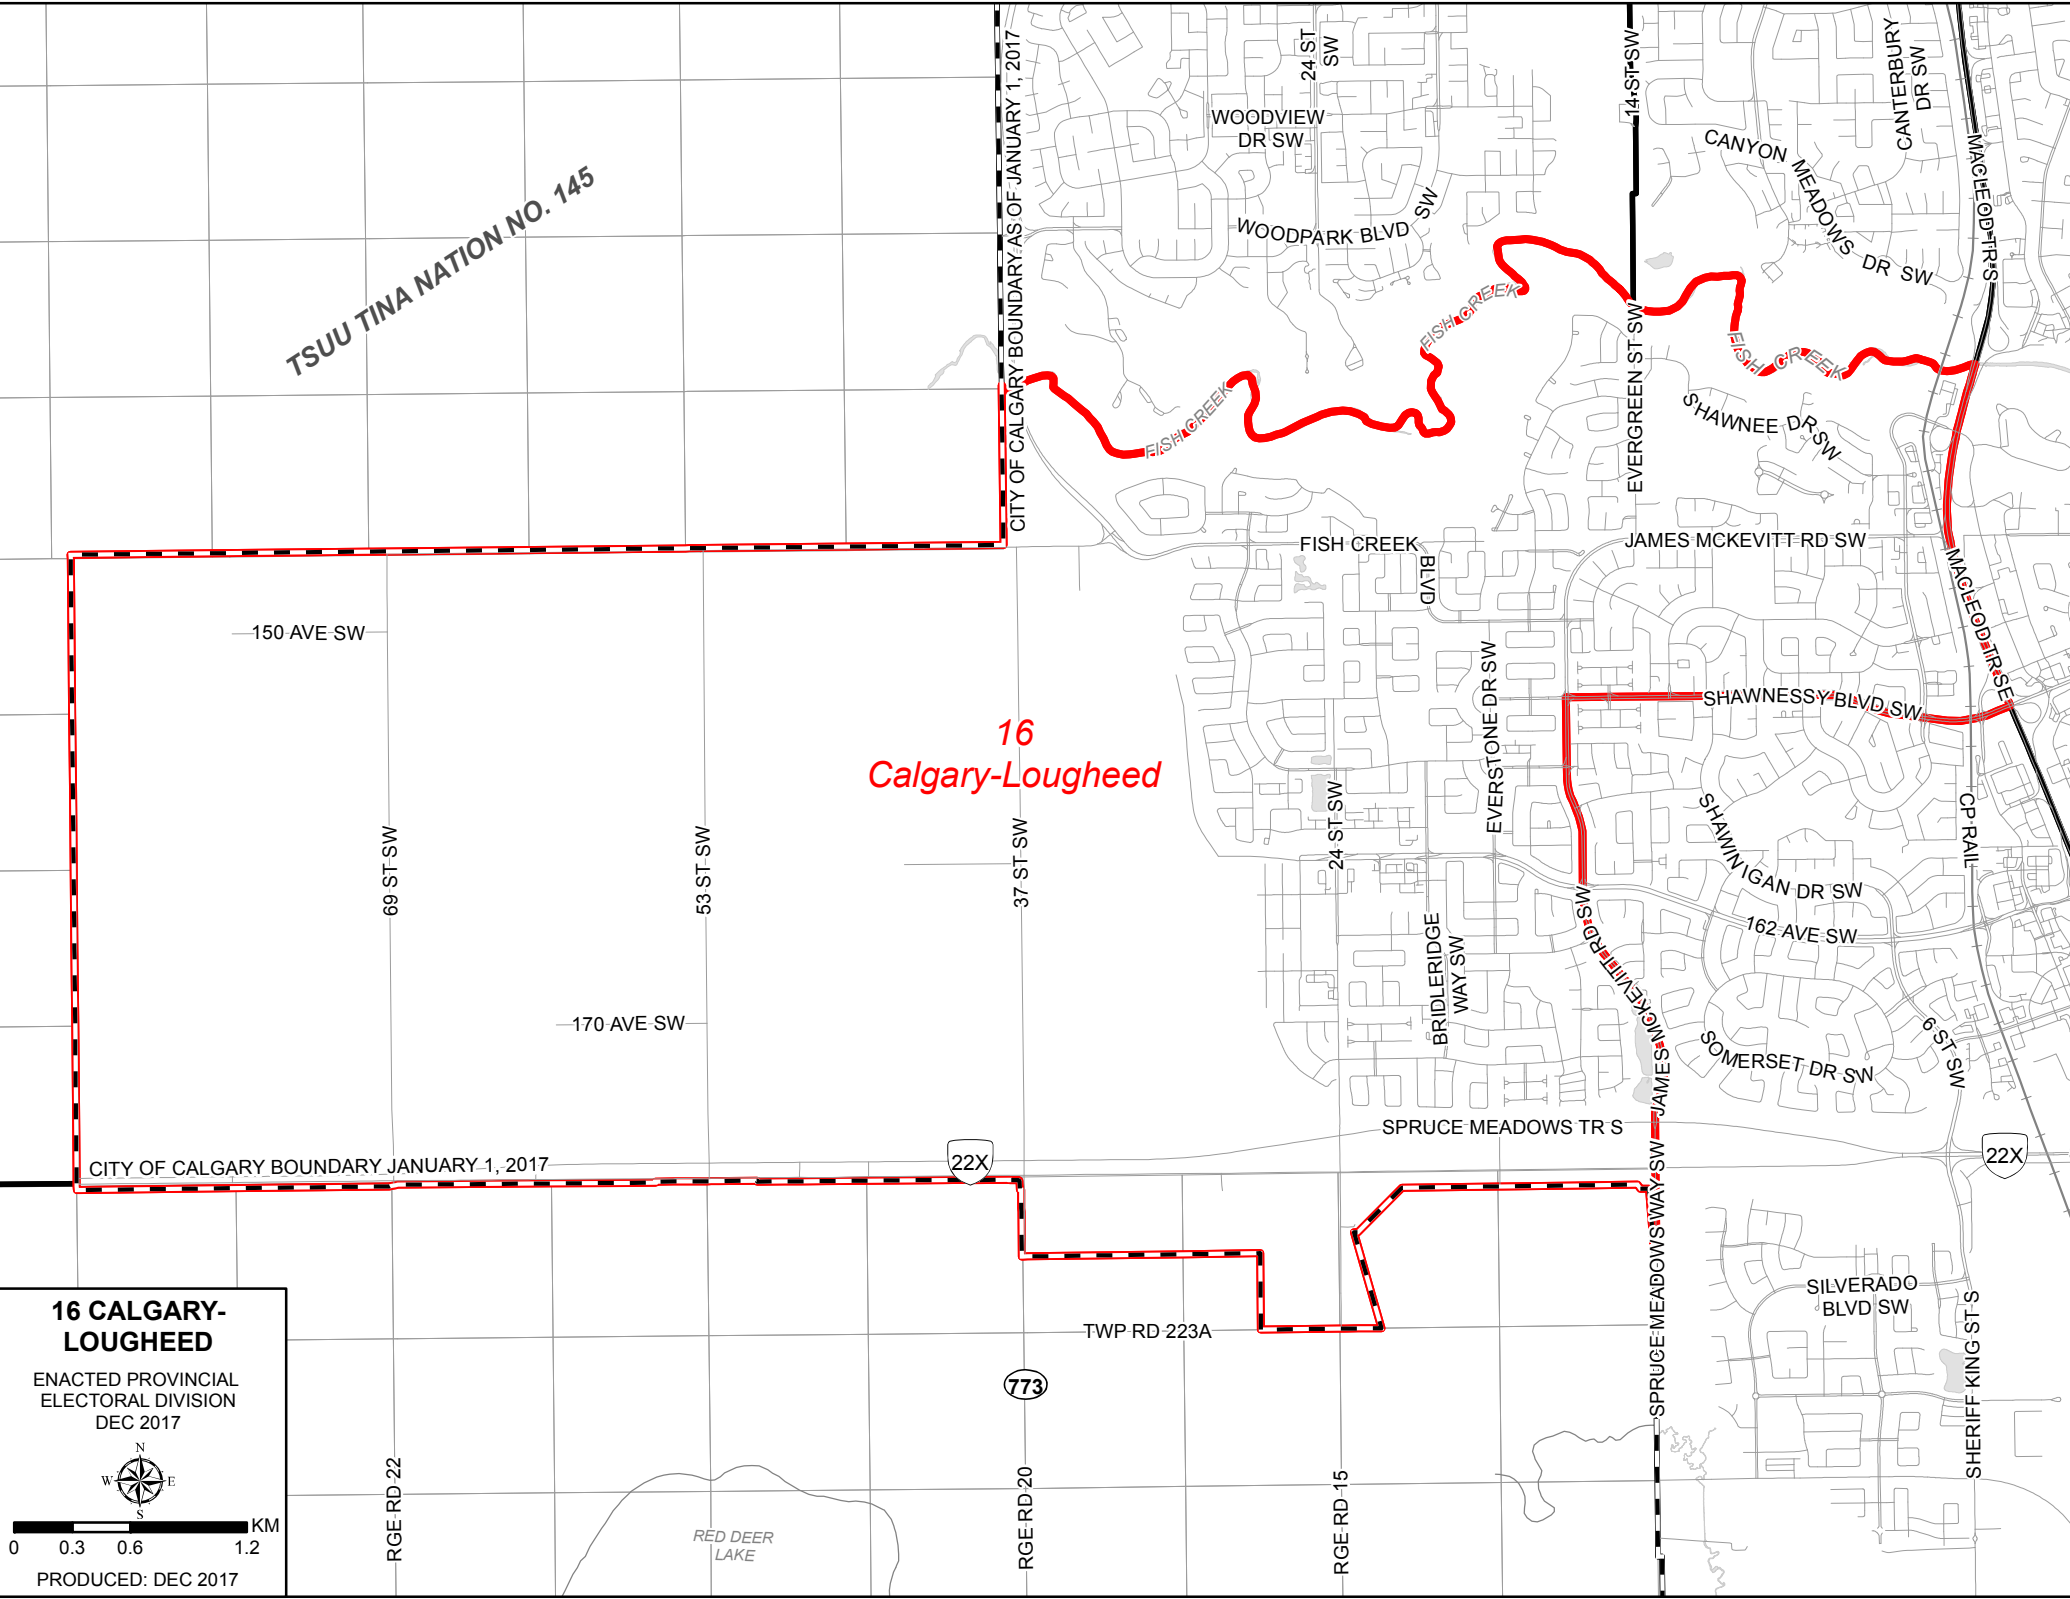 CITY OF CALGARY BOUNDARY AS OF JANUARY 1, 2017
24 ST
SW
14 ST SW
CANTERBURY
DR SW
WOODVIEW
DR SW
CANYON MEADOWS DR SW
MACLEOD TR S
TSUU TINA NATION NO. 145
WOODPARK BLVD SW
FISH CREEK
FISH CREEK
FISH CREEK
EVERGREEN ST SW
SHAWNEE DR SW
FISH CREEK BLVD
JAMES MCKEVITT RD SW
MACLEOD TR SE
150 AVE SW
EVERSTONE DR SW
SHAWNESSY BLVD SW
16
Calgary-Lougheed
69 ST SW
53 ST SW
37 ST SW
24 ST SW
SHAWINIGAN DR SW
CP RAIL
162 AVE SW
BRIDLERIDGE
WAY SW
JAMES MCKEVITT RD SW
170 AVE SW
SOMERSET DR SW
6 ST SW
SPRUCE MEADOWS TR S
CITY OF CALGARY BOUNDARY JANUARY 1, 2017
22X
22X
SPRUCE MEADOWS WAY SW
SILVERADO
BLVD SW
SHERIFF KING ST S
TWP RD 223A
773
RGE RD 22
RGE RD 20
RGE RD 15
RED DEER
LAKE
16 CALGARY-
LOUGHEED
ENACTED PROVINCIAL
ELECTORAL DIVISION
DEC 2017
N
W E
S
KM
0 0.3 0.6 1.2
PRODUCED: DEC 2017